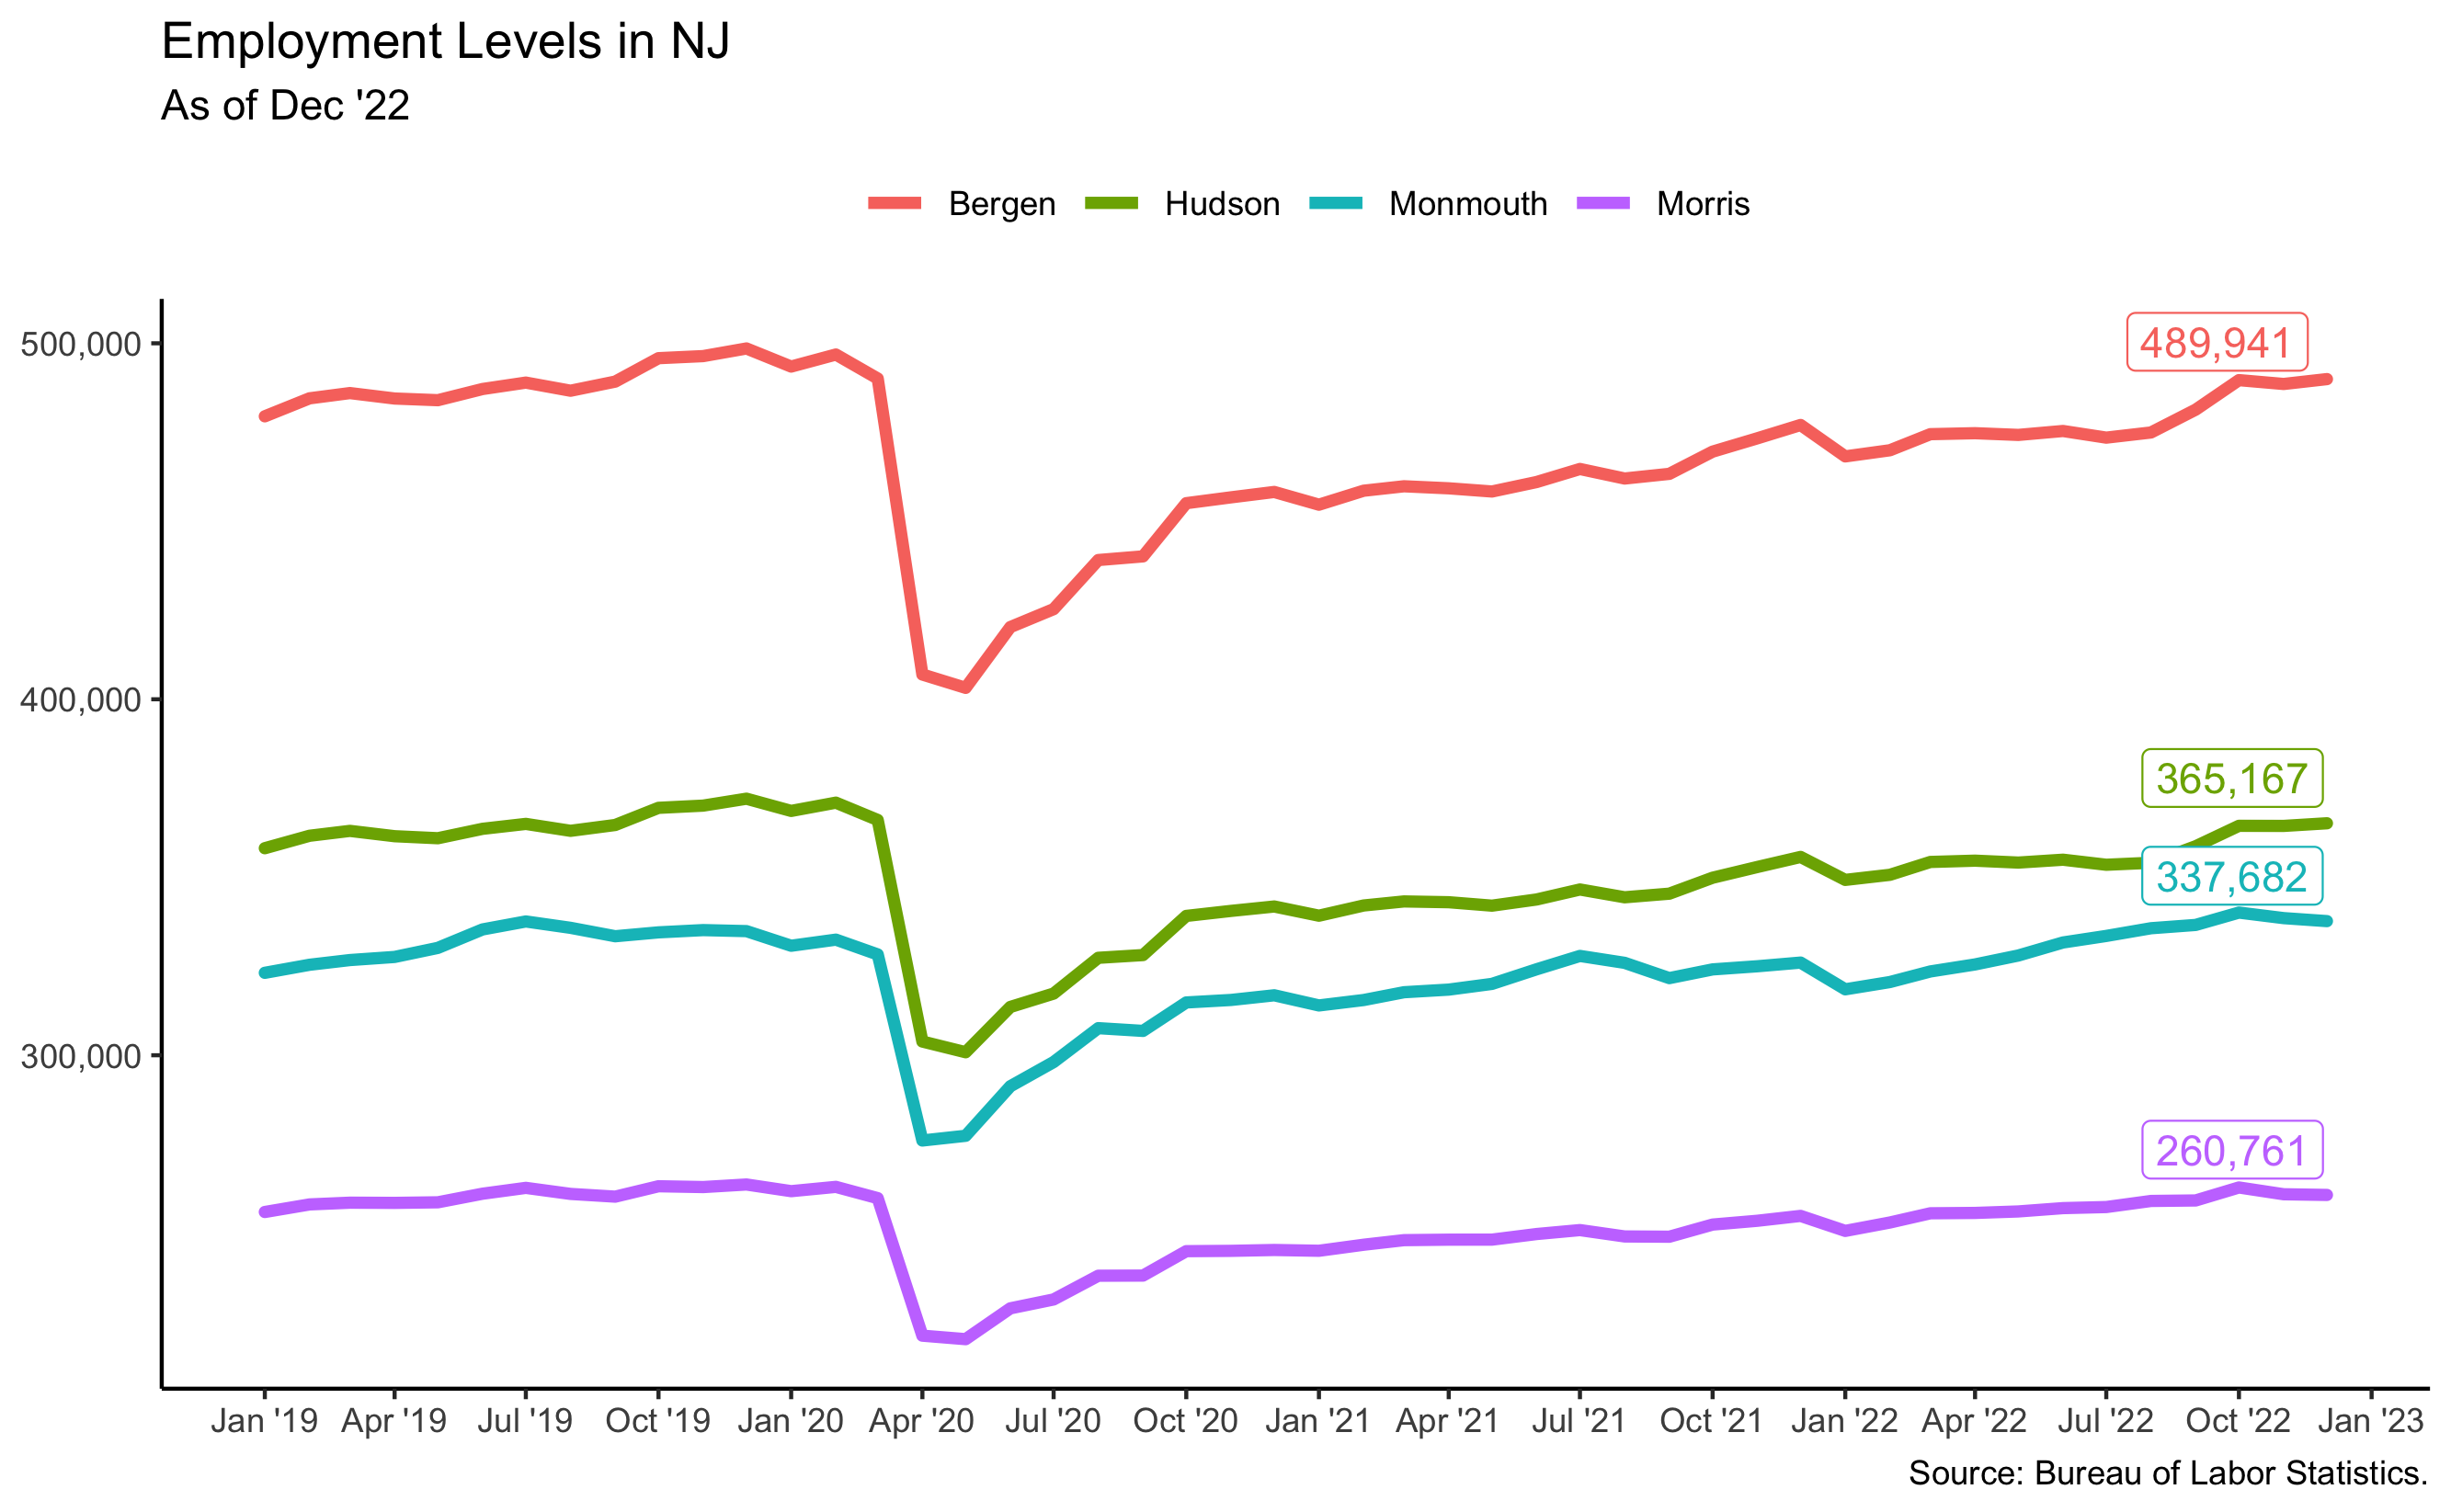 Employment Levels in NJ
As of Dec '22
Bergen Hudson Monmouth Morris
500,000
400,000
300,000
489,941
365,167
337,682
260,761
Jan '19 Apr '19 Jul '19 Oct '19 Jan '20 Apr '20 Jul '20 Oct '20 Jan '21 Apr '21 Jul '21 Oct '21 Jan '22 Apr '22 Jul '22 Oct '22 Jan '23
Source: Bureau of Labor Statistics.